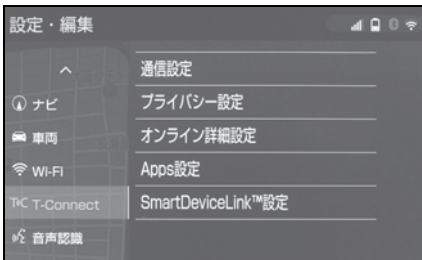 設定・編集
ナビ
車両
WI-FI
T-Connect
音声認識
通信設定
プライバシー設定
オンライン詳細設定
Apps設定
SmartDeviceLink™設定